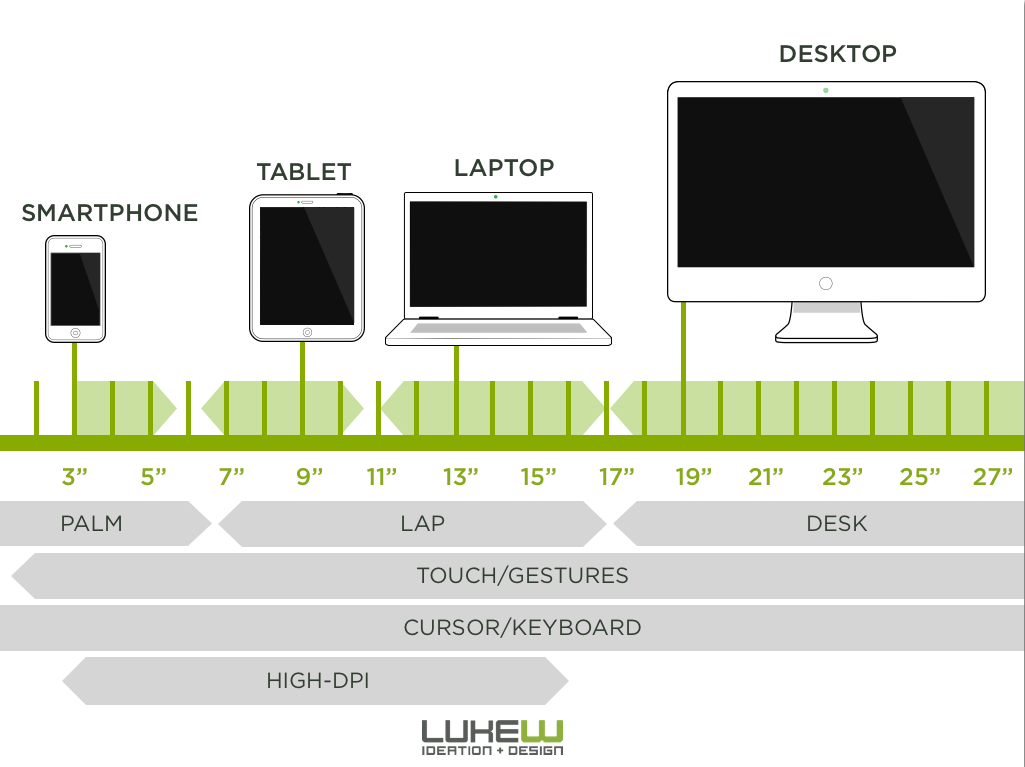 DESKTOP
LAPTOP
TABLET
SMARTPHONE
3” 5” 7” 9” 11” 13” 15” 17” 19” 21” 23” 25” 27”
PALM LAP DESK
TOUCH/GESTURES
CURSOR/KEYBOARD
HIGH-DPI
LUKEW
IDEATION + DESIGN